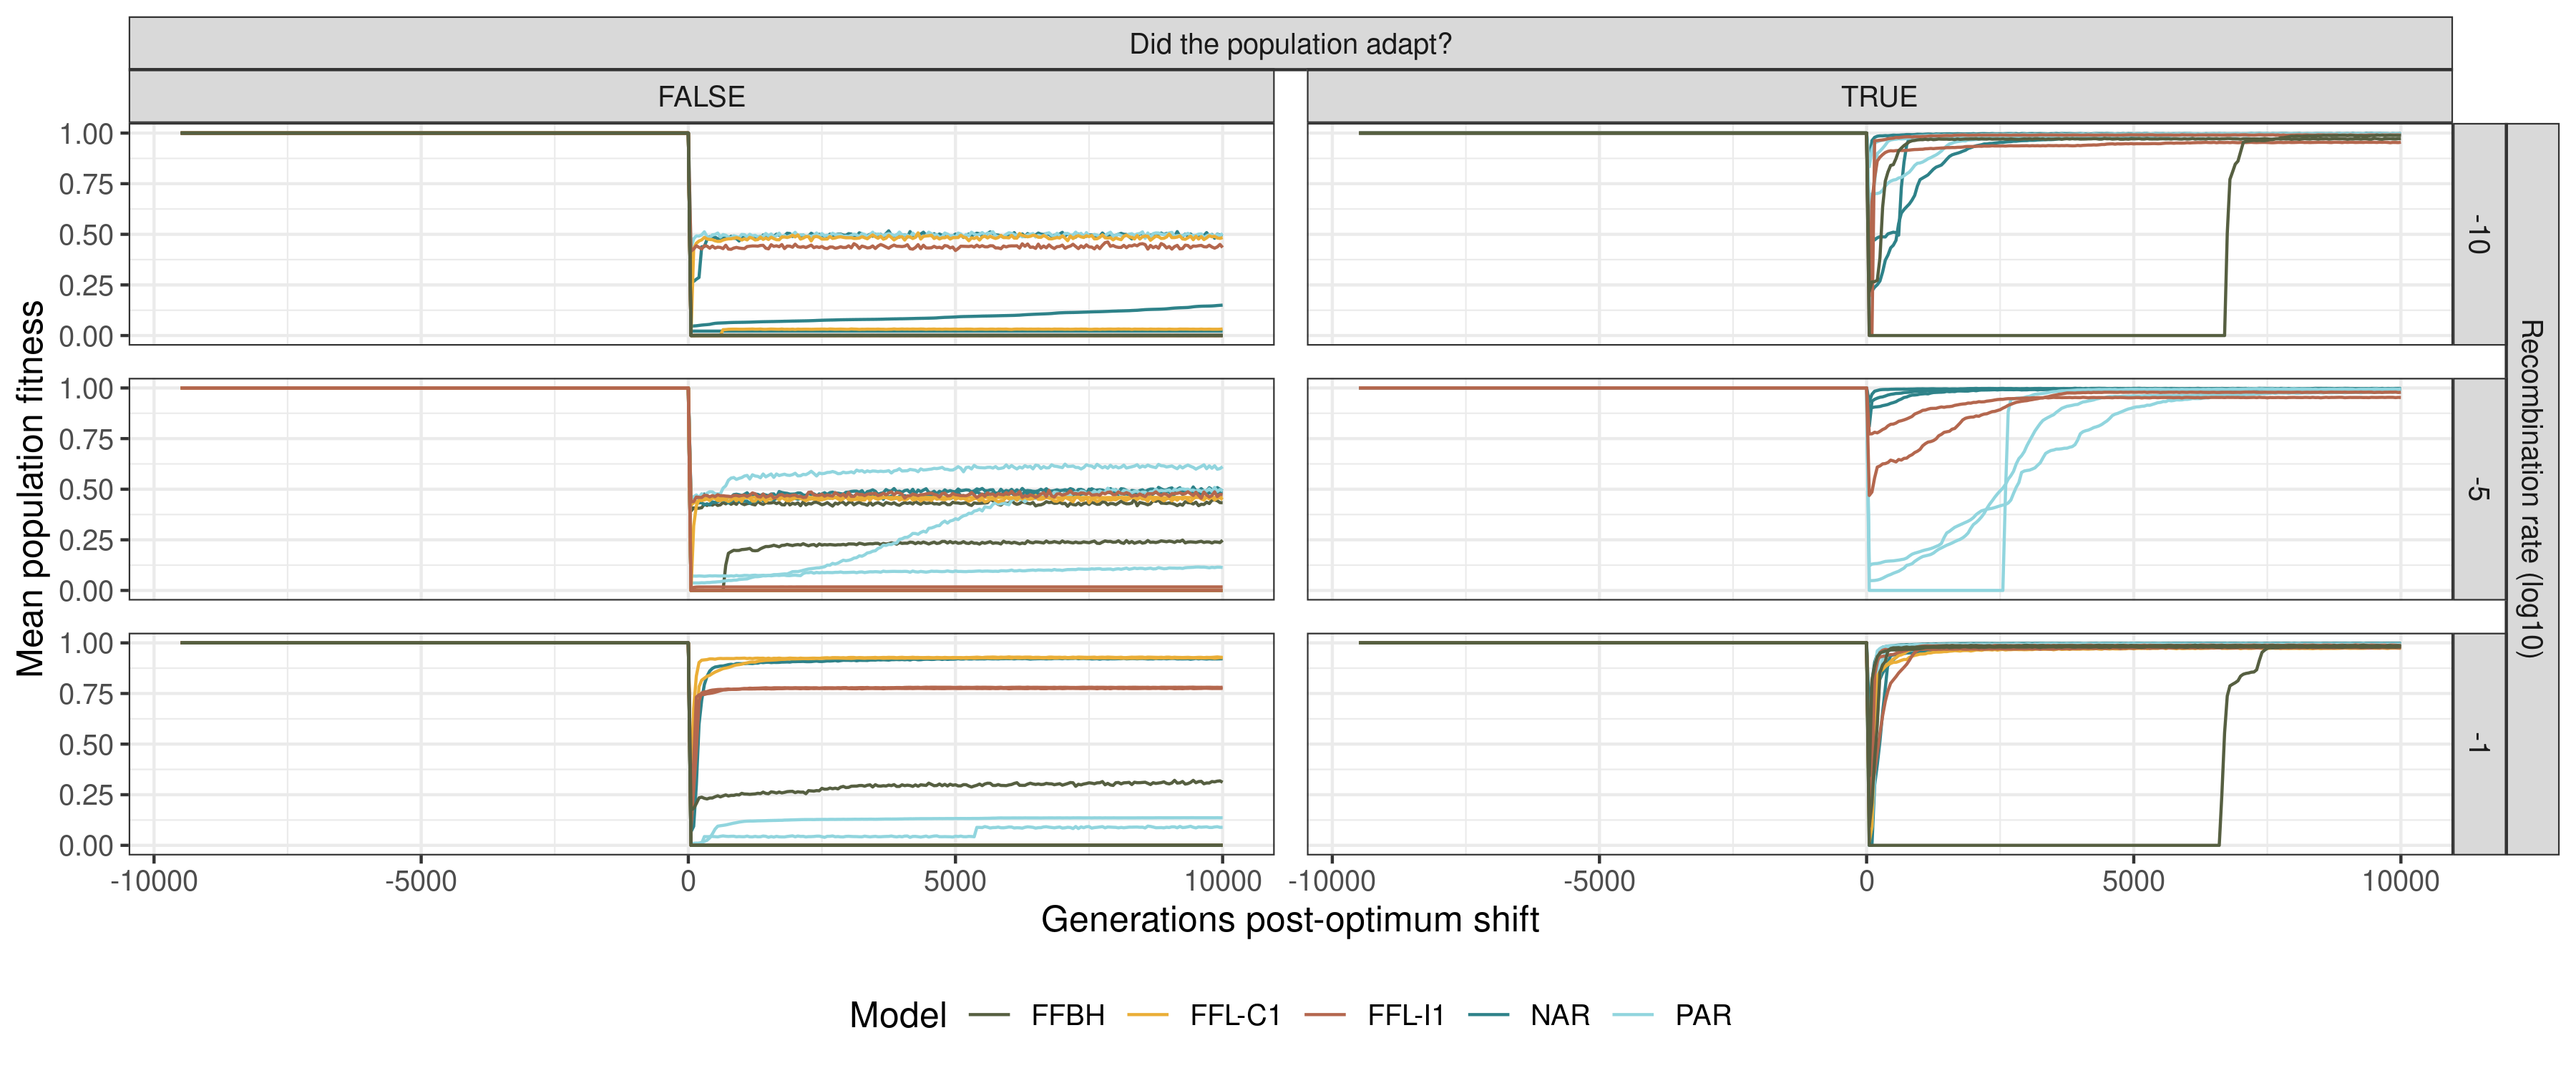 Did the population adapt?
FALSE
TRUE
1.00
0.75
0.50
0.25
0.00
-10
1.00
0.75
0.50
0.25
0.00
-5
1.00
0.75
0.50
0.25
0.00
-1
Mean population fitness
Recombination rate (log10)
-10000 -5000 0 5000 10000
-10000 -5000 0 5000 10000
Generations post-optimum shift
Model FFBH FFL-C1 FFL-I1 NAR PAR